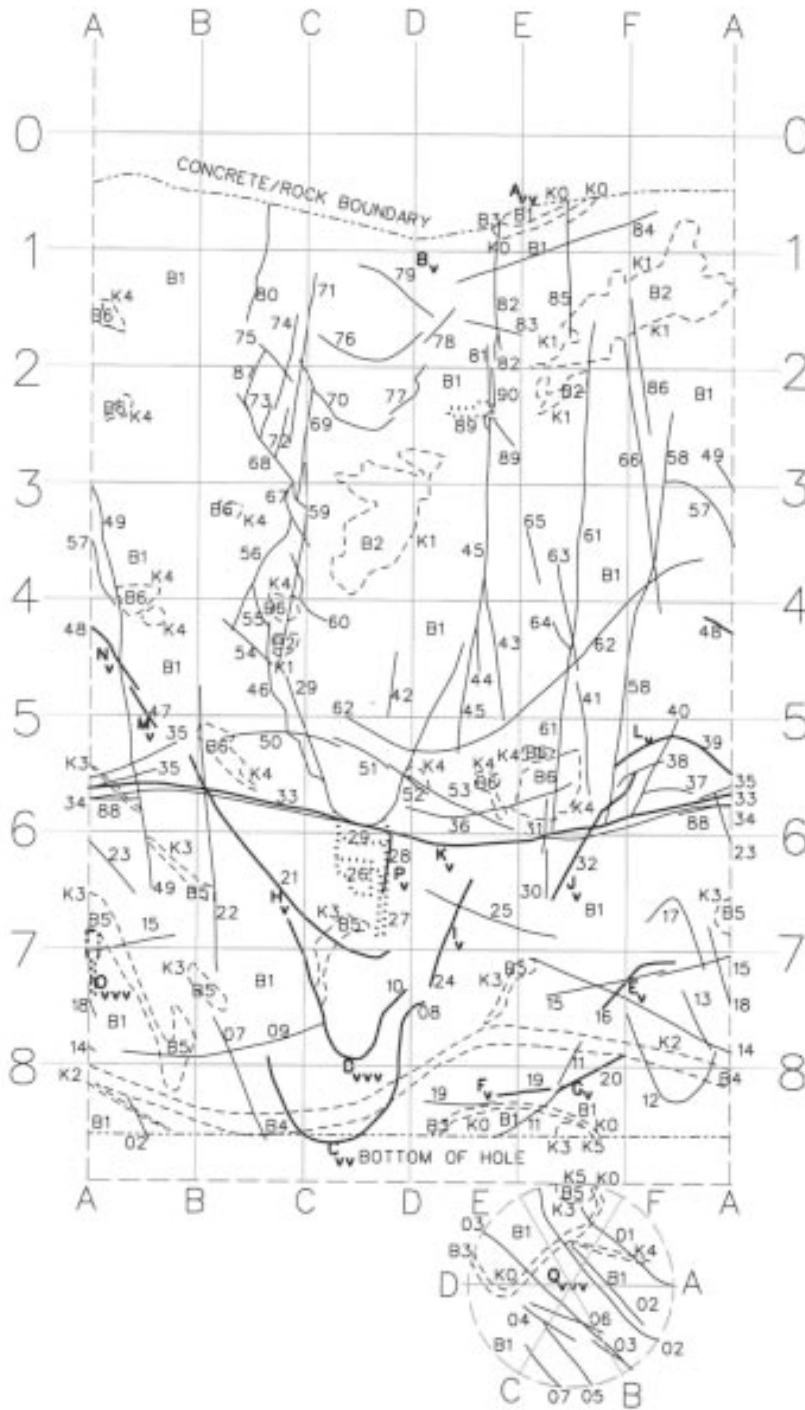 A B C D E F A
0 0
CONCRETE/ROCK BOUNDARY
A vv K0 K0
B3 B1
K0 B1 84
1 B v 79 K1 1
B1 80 71 82 85 B2
K4 B6 74 76 78 83 K1 K1
75 81 82
2 87 70 77 B1 90 B2 86 B1 2
B6 K4 73 69 89 K1
72 89
68 66 58 49
3 67 59 65 57 3
B6 K4
49 B2 K1 45 61
57 B1 56 63 B1
4 B6 K4 K4 60 4
K4 55 B6 64 62
48 B1 54 B2 K1 B1 43 48
N v 46 29 42 44 58
47 62 45 41 40
5 M v 35 50 61 L v 39 5
K3 B6 K4 51 K4 K4 B6 38
35 52 53 B6 K4 37 35
34 88 33 36 31 33
6 29 28 K v 32 88 34 6
23 K3 26 P v 30 J v 23
49 B5 21 27 25 B1
K3 22 H v K3 B5 17 K3
B5 15 I v B5
7 K3 B1 10 24 K3 B5 15 7
O vvv B5 08 15 E v 13 18
18 B1 07 09 16
14 B5 K2 14
8 K2 D vvv 11 20 B4 8
F v 19 G v 12
B1 02 B4 19 B3 K0 B1 11 B1 K0
C vv BOTTOM OF HOLE K3 K5
A B C D E F A
K5 K0
B5 K3
03 B1 01
B3 K4
D K0 Q vvv B1 A
04 06 02
B1 03 02
C 07 05 B